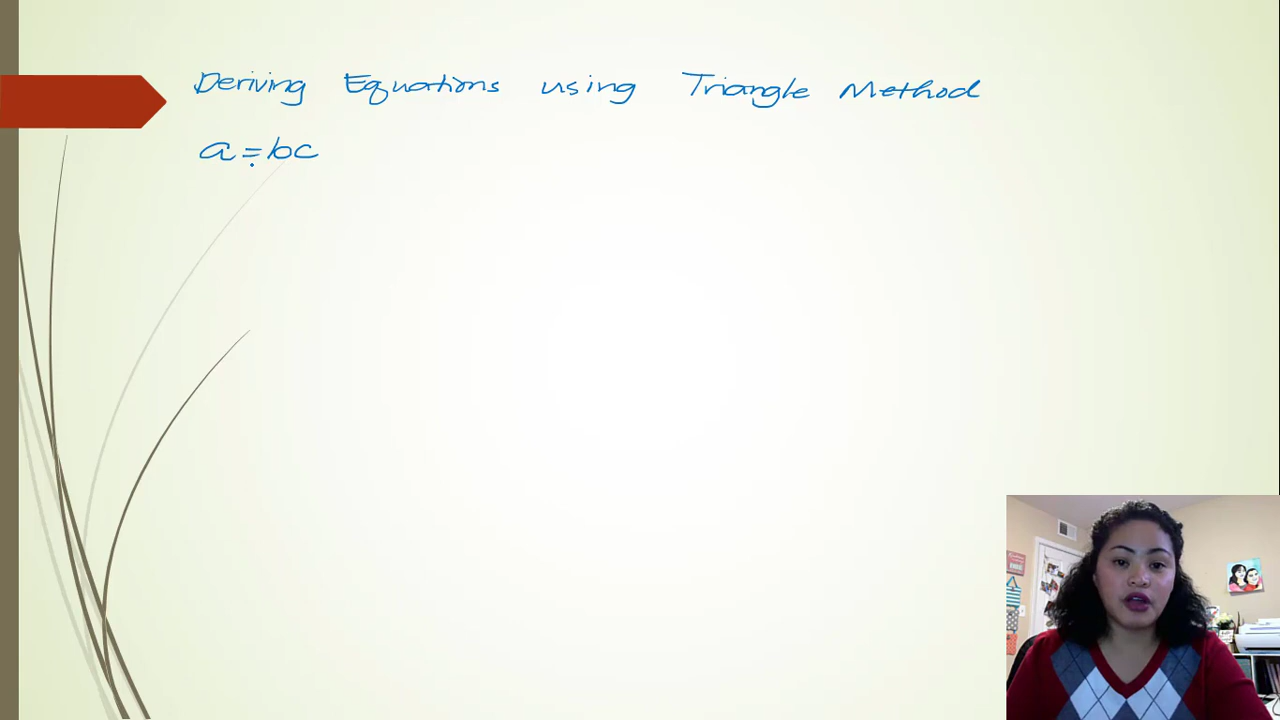 Deriving Equations using Triangle Method
a = bc